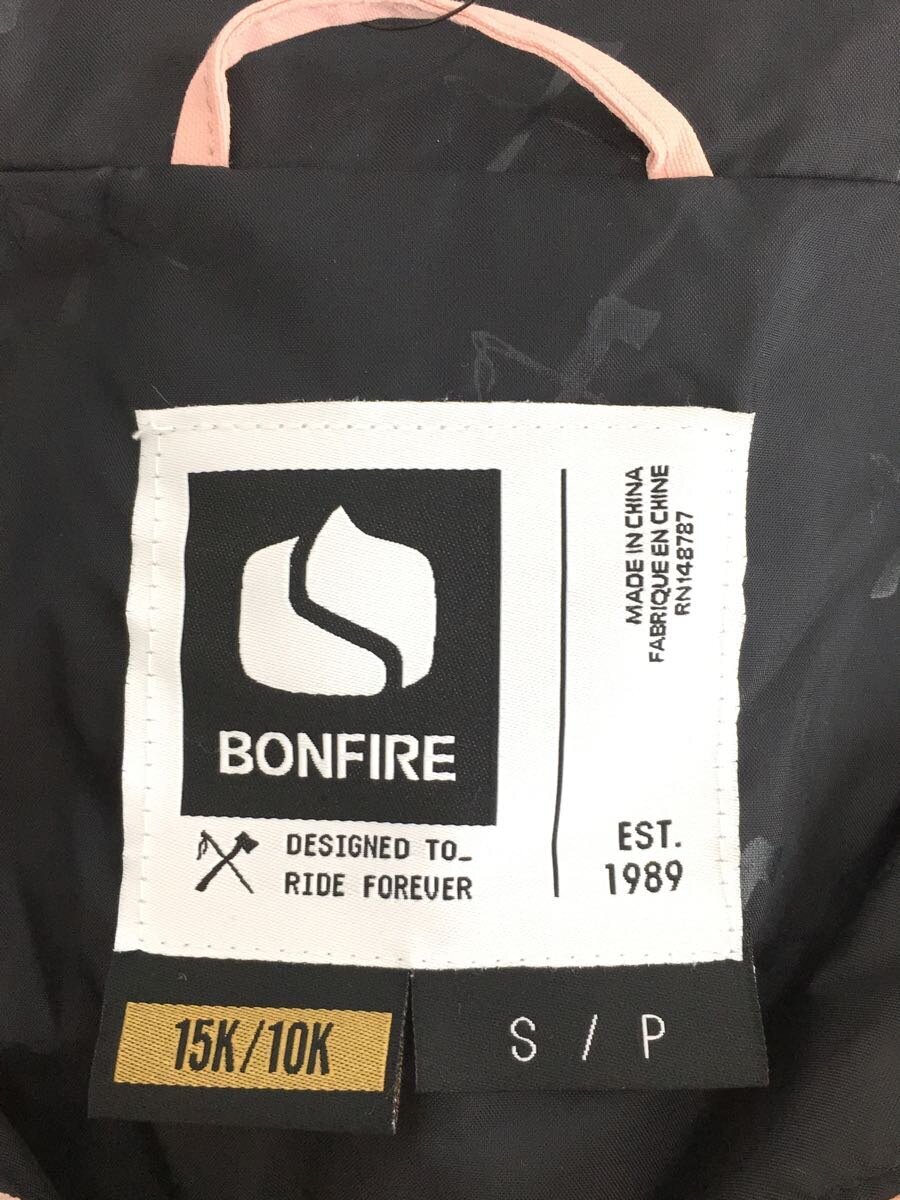 BONFIRE
DESIGNED TO_
RIDE FOREVER
MADE IN CHINA
FABRIQUE EN CHINE
RN148787
EST.
1989
15K/10K
S / P